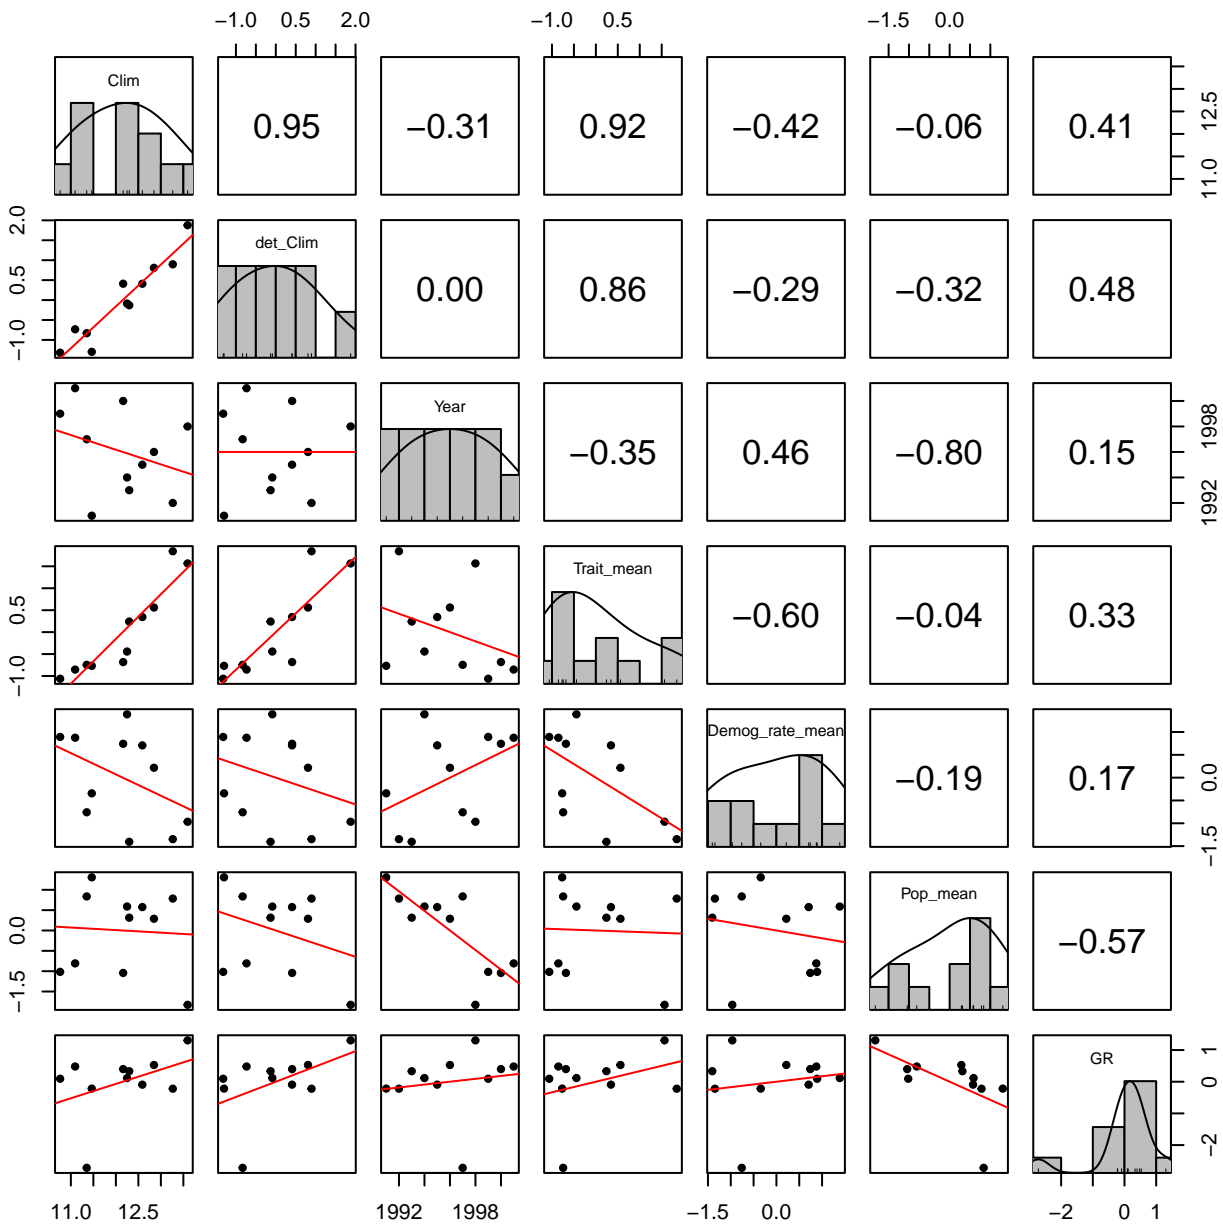 −1.0 0.5 2.0 −1.0 0.5 −1.5 0.0
Clim 0.95 −0.31 0.92 −0.42 −0.06 0.41 11.0 12.5
−1.0 0.5 2.0 det_Clim 0.00 0.86 −0.29 −0.32 0.48
Year −0.35 0.46 −0.80 0.15 1992 1998
−1.0 0.5 Trait_mean −0.60 −0.04 0.33
Demog_rate_mean −0.19 0.17 −1.5 0.0
−1.5 0.0 Pop_mean −0.57
GR −2 0 1
11.0 12.5 1992 1998 −1.5 0.0 −2 0 1